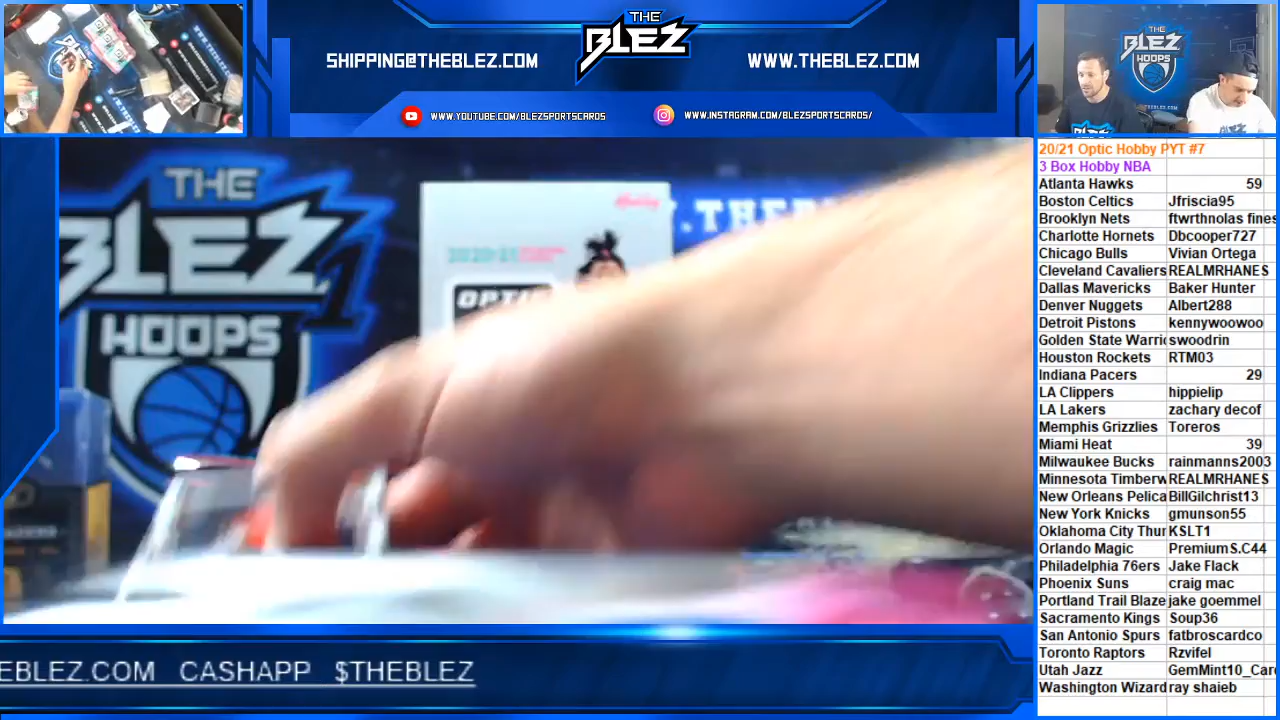 SHIPPING@THEBLEZ.COM
THE
BLEZ
WWW.THEBLEZ.COM
WWW.YOUTUBE.COM/BLEZSPORTSCARDS
WWW.INSTAGRAM.COM/BLEZSPORTSCARDS/
THE
BLEZ
HOOPS
THE
BLEZ
HOOPS
2020-21
OPTIC
20/21 Optic Hobby PYT #7
3 Box Hobby NBA
Atlanta Hawks 59
Boston Celtics Jfriscia95
Brooklyn Nets ftwrthnolas fines
Charlotte Hornets Dbcooper727
Chicago Bulls Vivian Ortega
Cleveland Cavaliers REALMRHANES
Dallas Mavericks Baker Hunter
Denver Nuggets Albert288
Detroit Pistons kennywoowoo
Golden State Warri swoodrin
Houston Rockets RTM03
Indiana Pacers 29
LA Clippers hippielip
LA Lakers zachary decof
Memphis Grizzlies Toreros
Miami Heat 39
Milwaukee Bucks rainmanns2003
Minnesota Timberw REALMRHANES
New Orleans Pelica BillGilchrist13
New York Knicks gmunson55
Oklahoma City Thur KSLT1
Orlando Magic PremiumS.C44
Philadelphia 76ers Jake Flack
Phoenix Suns craig mac
Portland Trail Blaze jake goemmel
Sacramento Kings Soup36
San Antonio Spurs fatbroscardco
Toronto Raptors Rzvifel
Utah Jazz GemMint10_Car
Washington Wizard ray shaieb
EBLEZ.COM CASHAPP $THEBLEZ